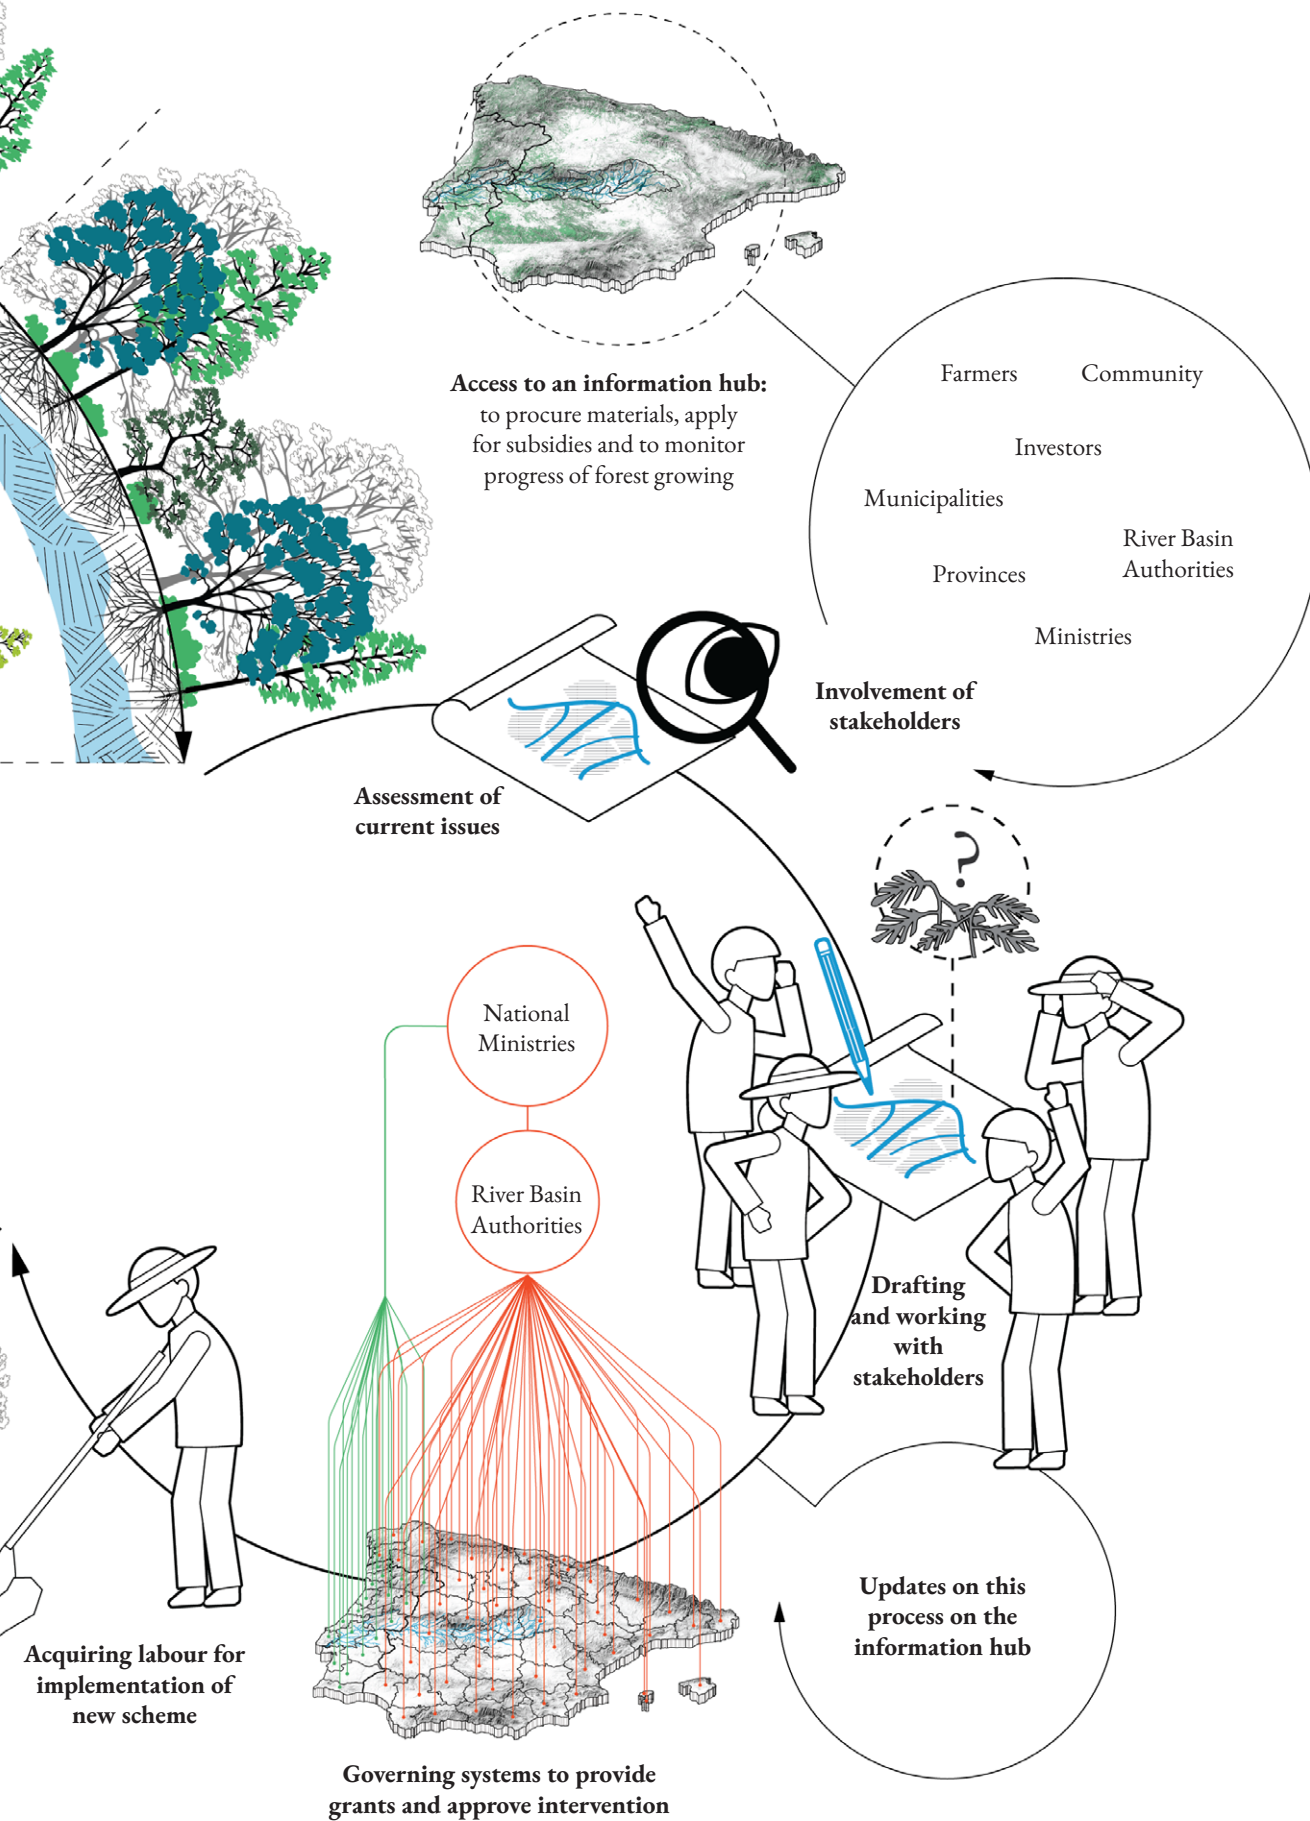 Access to an information hub:
to procure materials, apply
for subsidies and to monitor
progress of forest growing
Farmers
Community
Investors
Municipalities
River Basin
Authorities
Provinces
Ministries
Involvement of
stakeholders
Assessment of
current issues
?
National
Ministries
River Basin
Authorities
Drafting
and working
with
stakeholders
Updates on this
process on the
information hub
Acquiring labour for
implementation of
new scheme
Governing systems to provide
grants and approve intervention